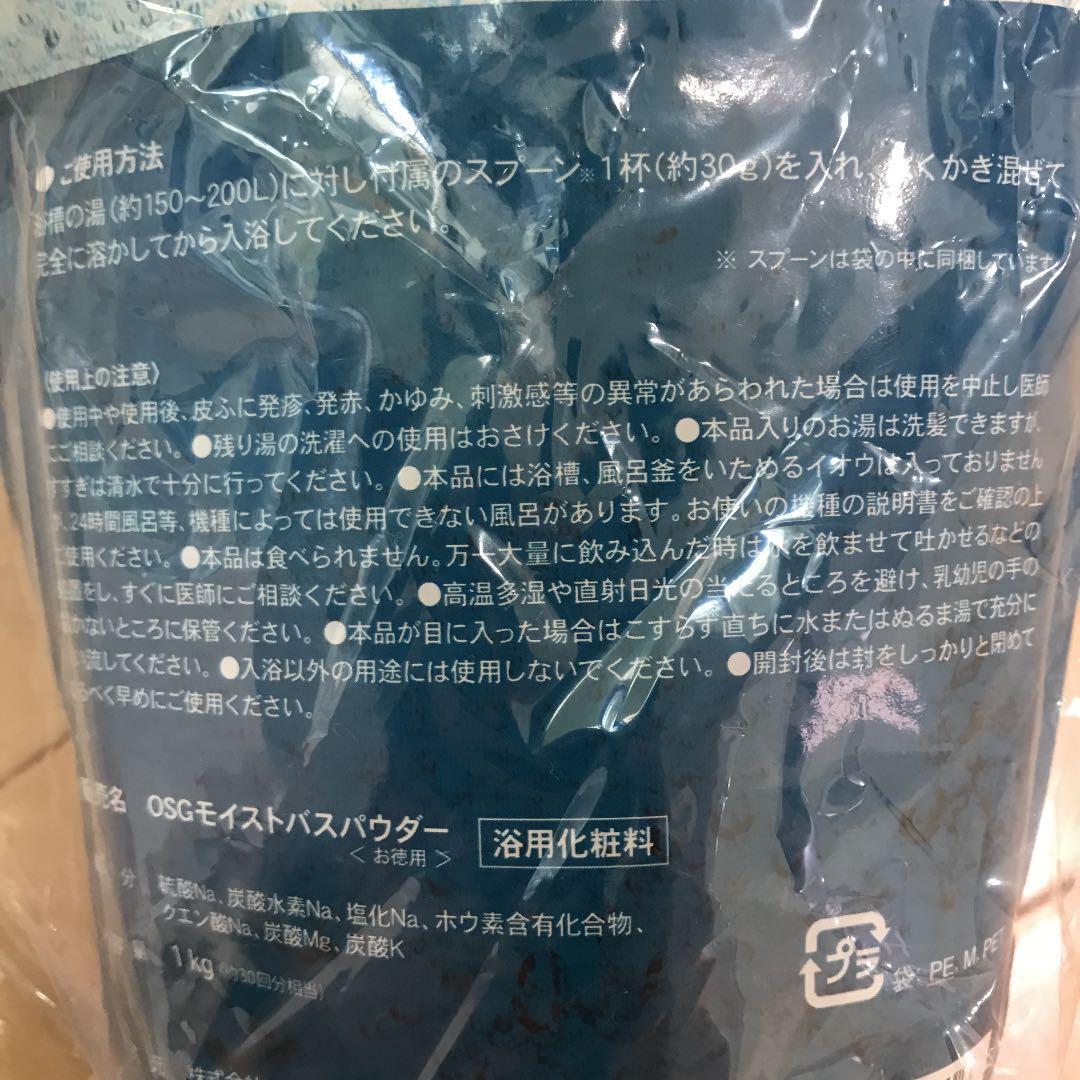 ●ご使用方法
槽の湯（約150～200L）に対し付属のスプーン※1杯（約30g）を入れ、くかき混ぜて
完全に溶かしてから入浴してください。
※ スプーンは袋の中に同梱しています
〈使用上の注意〉
●使用中や使用後、皮ふに発疹、発赤、かゆみ、刺激感等の異常があらわれた場合は使用を中止し医師
にご相談ください。●残り湯の洗濯への使用はおさけください。●本品入りのお湯は洗髪できますが、
すすぎは清水で十分に行ってください。●本品には浴槽、風呂釜をいためるイオウは入っておりません
が、24時間風呂等、機種によっては使用できない風呂があります。お使いの機種の説明書をご確認の上
ご使用ください。●本品は食べられません。万一大量に飲み込んだ時は を飲ませて吐かせるなどの
置をし、すぐに医師にご相談ください。●高温多湿や直射日光の当たるところを避け、乳幼児の手の
かないところに保管ください。●本品が目に入った場合はこすらず直ちに水またはぬるま湯で充分に
流してください。●入浴以外の用途には使用しないでください。●開封後は封をしっかりと閉めて
べく早めにご使用ください。
売名 OSGモイストバスパウダー
＜お徳用＞
浴用化粧料
分 硫酸Na、炭酸水素Na、塩化Na、ホウ素含有化合物、
クエン酸Na、炭酸Mg、炭酸K
量 1kg（約30回分相当）
プラ
袋：PE、M、PET
元 株式会